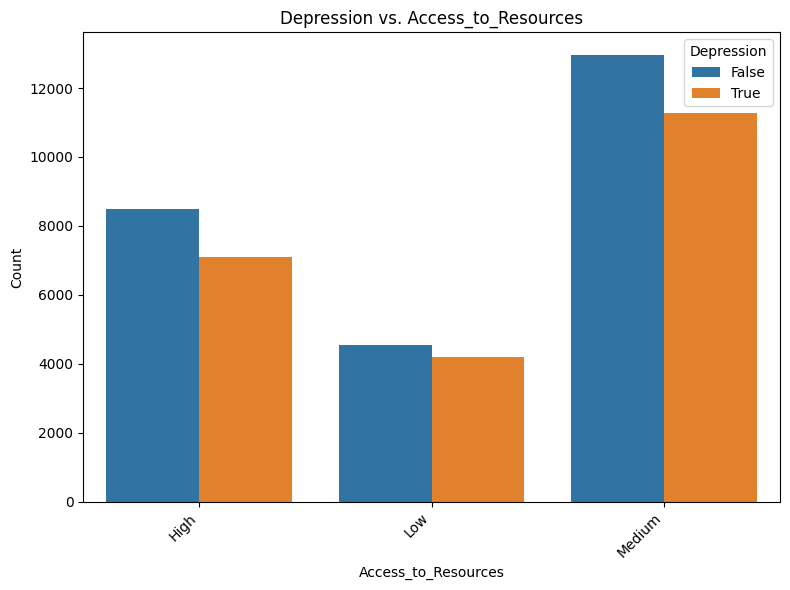 Depression vs. Access_to_Resources
Depression
False
True
Count
12000
10000
8000
6000
4000
2000
0
High
Low
Medium
Access_to_Resources